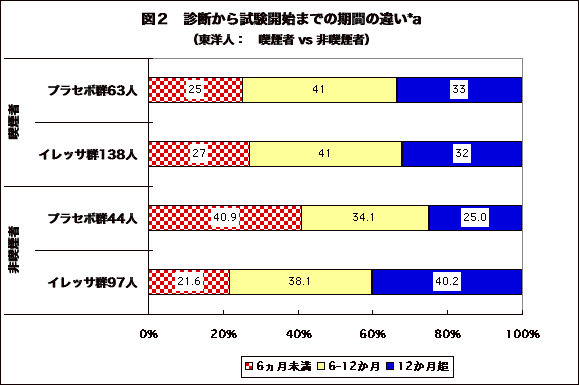 図２　診断から試験開始までの期間の違い*a
（東洋人：　喫煙者 vs 非喫煙者）
喫煙者
プラセボ群63人
25 41 33
イレッサ群138人
27 41 32
非喫煙者
プラセボ群44人
40.9 34.1 25.0
イレッサ群97人
21.6 38.1 40.2
0% 20% 40% 60% 80% 100%
6ヵ月未満 6-12か月 12か月超